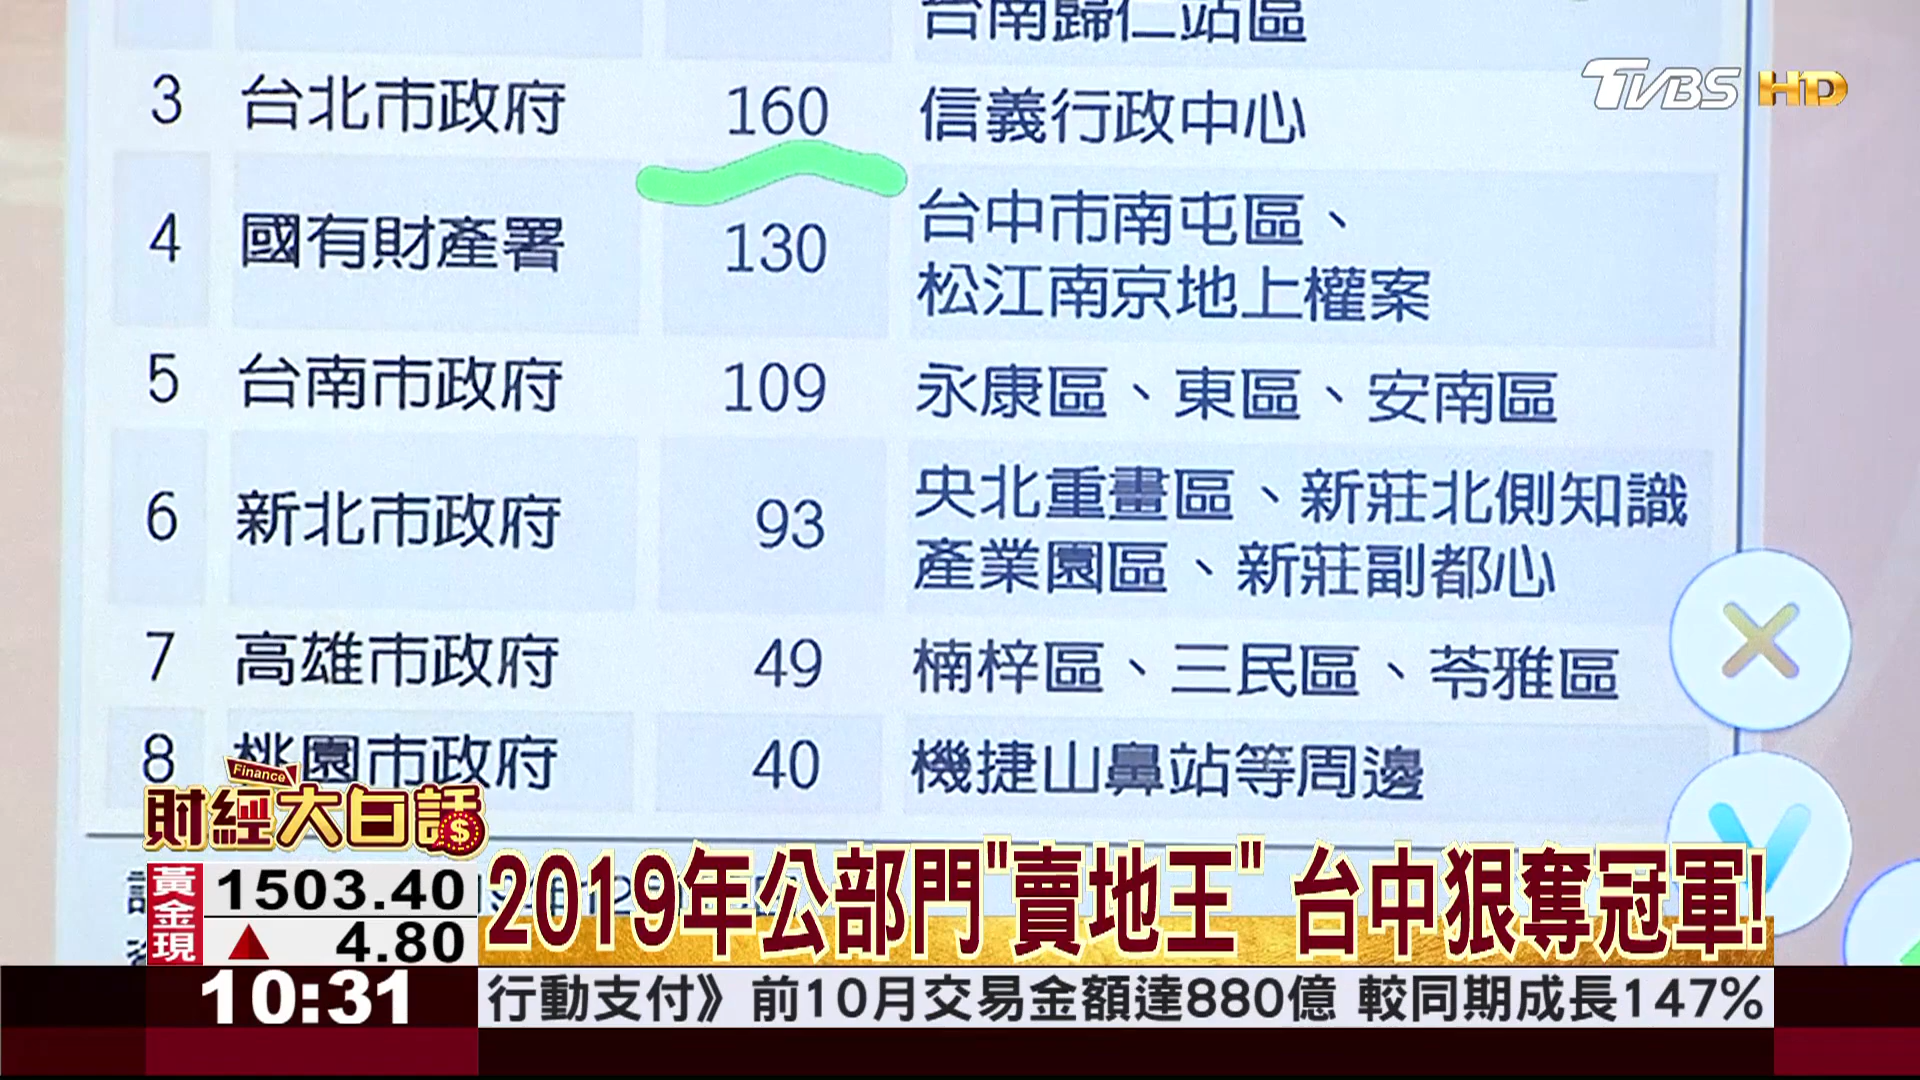 台南歸仁站區
TVBS HD
3 台北市政府 160 信義行政中心
4 國有財產署 130 台中市南屯區、
松江南京地上權案
5 台南市政府 109 永康區、東區、安南區
6 新北市政府 93 央北重畫區、新莊北側知識
產業園區、新莊副都心
7 高雄市政府 49 楠梓區、三民區、苓雅區
8 桃園市政府 40 機捷山鼻站等周邊
Finance
財經大白話
黃金現 1503.40
▲ 4.80
2019年公部門"賣地王" 台中狠奪冠軍!
10:31
行動支付》前10月交易金額達880億 較同期成長147%